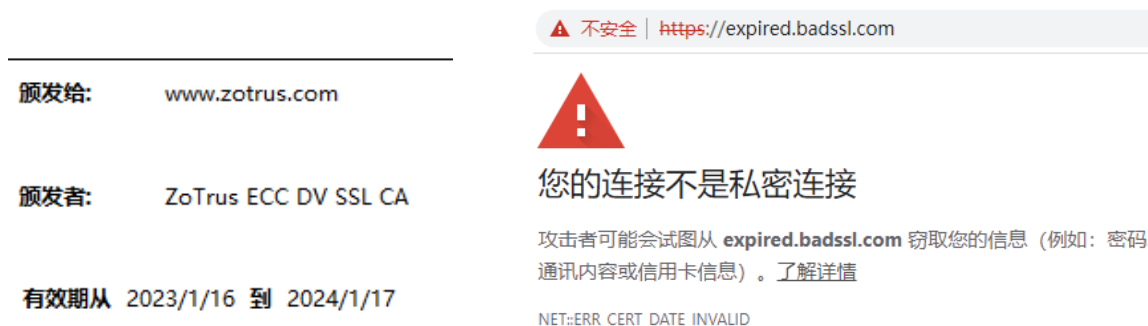 颁发给: www.zotrus.com
颁发者: ZoTrus ECC DV SSL CA
有效期从 2023/1/16 到 2024/1/17
不安全 | https://expired.badssl.com
您的连接不是私密连接
攻击者可能会试图从 expired.badssl.com 窃取您的信息（例如：密码
通讯内容或信用卡信息）。了解详情
NET::ERR CERT DATE INVALID